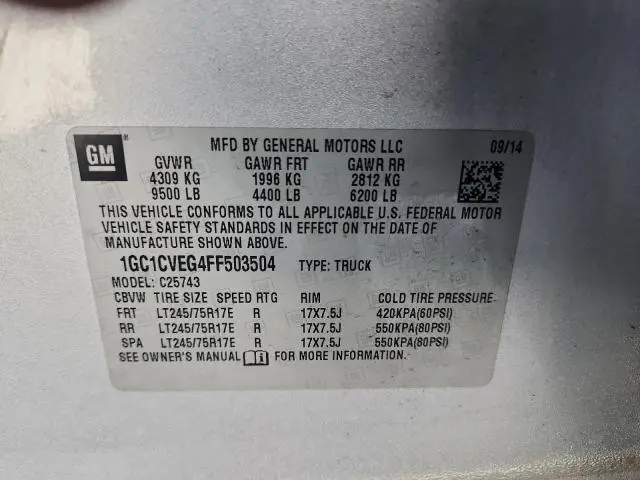 GM
MFD BY GENERAL MOTORS LLC 09/14
GVWR GAWR FRT GAWR RR
4309 KG 1996 KG 2812 KG
9500 LB 4400 LB 6200 LB
THIS VEHICLE CONFORMS TO ALL APPLICABLE U.S. FEDERAL MOTOR
VEHICLE SAFETY STANDARDS IN EFFECT ON THE DATE OF
MANUFACTURE SHOWN ABOVE.
1GC1CVEG4FF503504 TYPE: TRUCK
MODEL: C25743
CBVW TIRE SIZE SPEED RTG RIM COLD TIRE PRESSURE
FRT LT245/75R17E R 17X7.5J 420KPA(60PSI)
RR LT245/75R17E R 17X7.5J 550KPA(80PSI)
SPA LT245/75R17E R 17X7.5J 550KPA(80PSI)
SEE OWNER'S MANUAL FOR MORE INFORMATION.